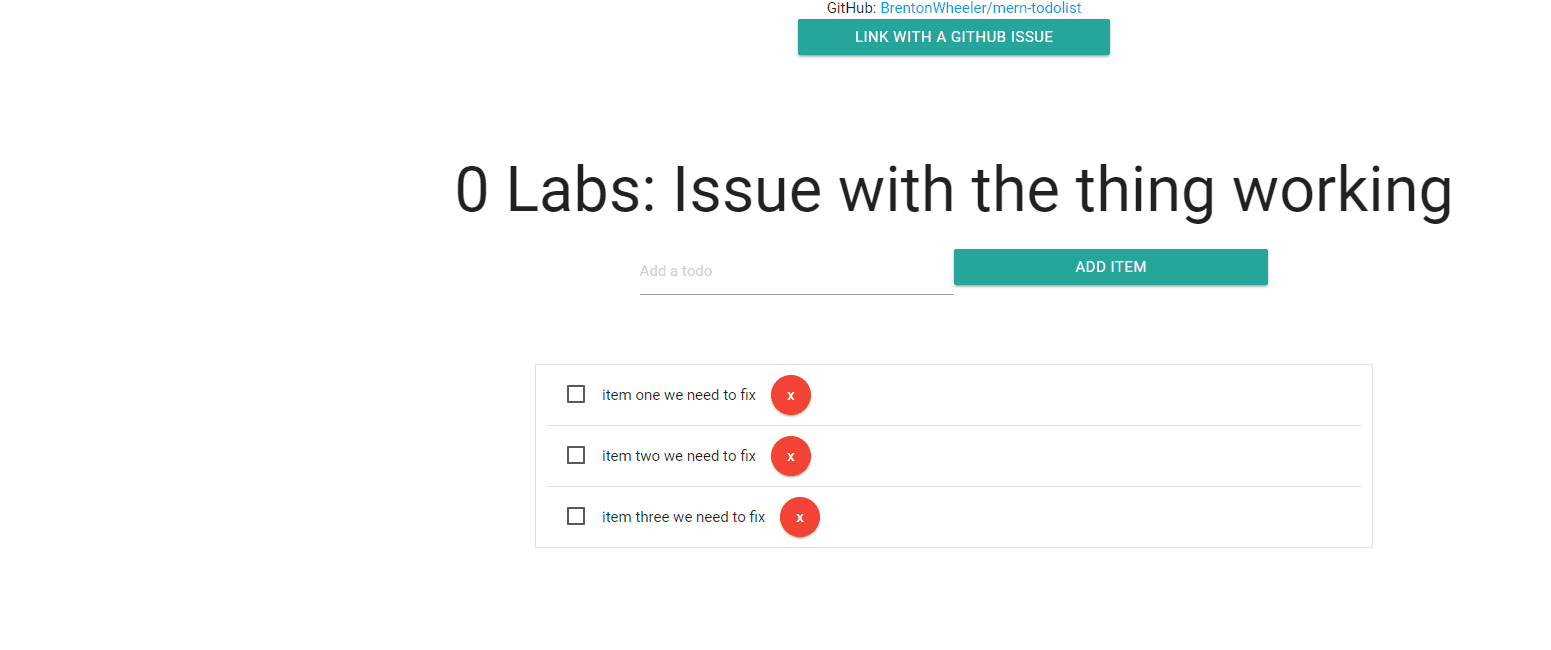 GitHub: BrentonWheeler/mern-todolist
LINK WITH A GITHUB ISSUE
0 Labs: Issue with the thing working
Add a todo
ADD ITEM
item one we need to fix x
item two we need to fix x
item three we need to fix x